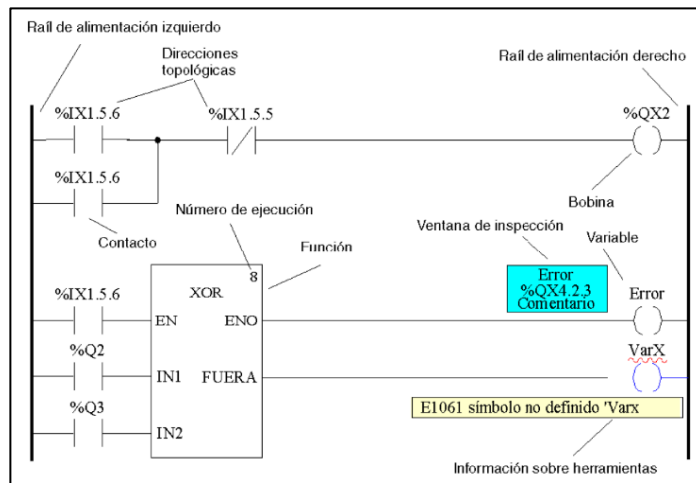 Raíl de alimentación izquierdo
Direcciones
topológicas
Raíl de alimentación derecho
%IX1.5.6
%IX1.5.5
%QX2
%IX1.5.6
Bobina
Contacto
Número de ejecución
Función
Ventana de inspección
Variable
8
XOR
Error
%QX4.2.3
Comentario
Error
%IX1.5.6
EN
ENO
%Q2
IN1
FUERA
VarX
%Q3
IN2
E1061 símbolo no definido 'Varx
Información sobre herramientas